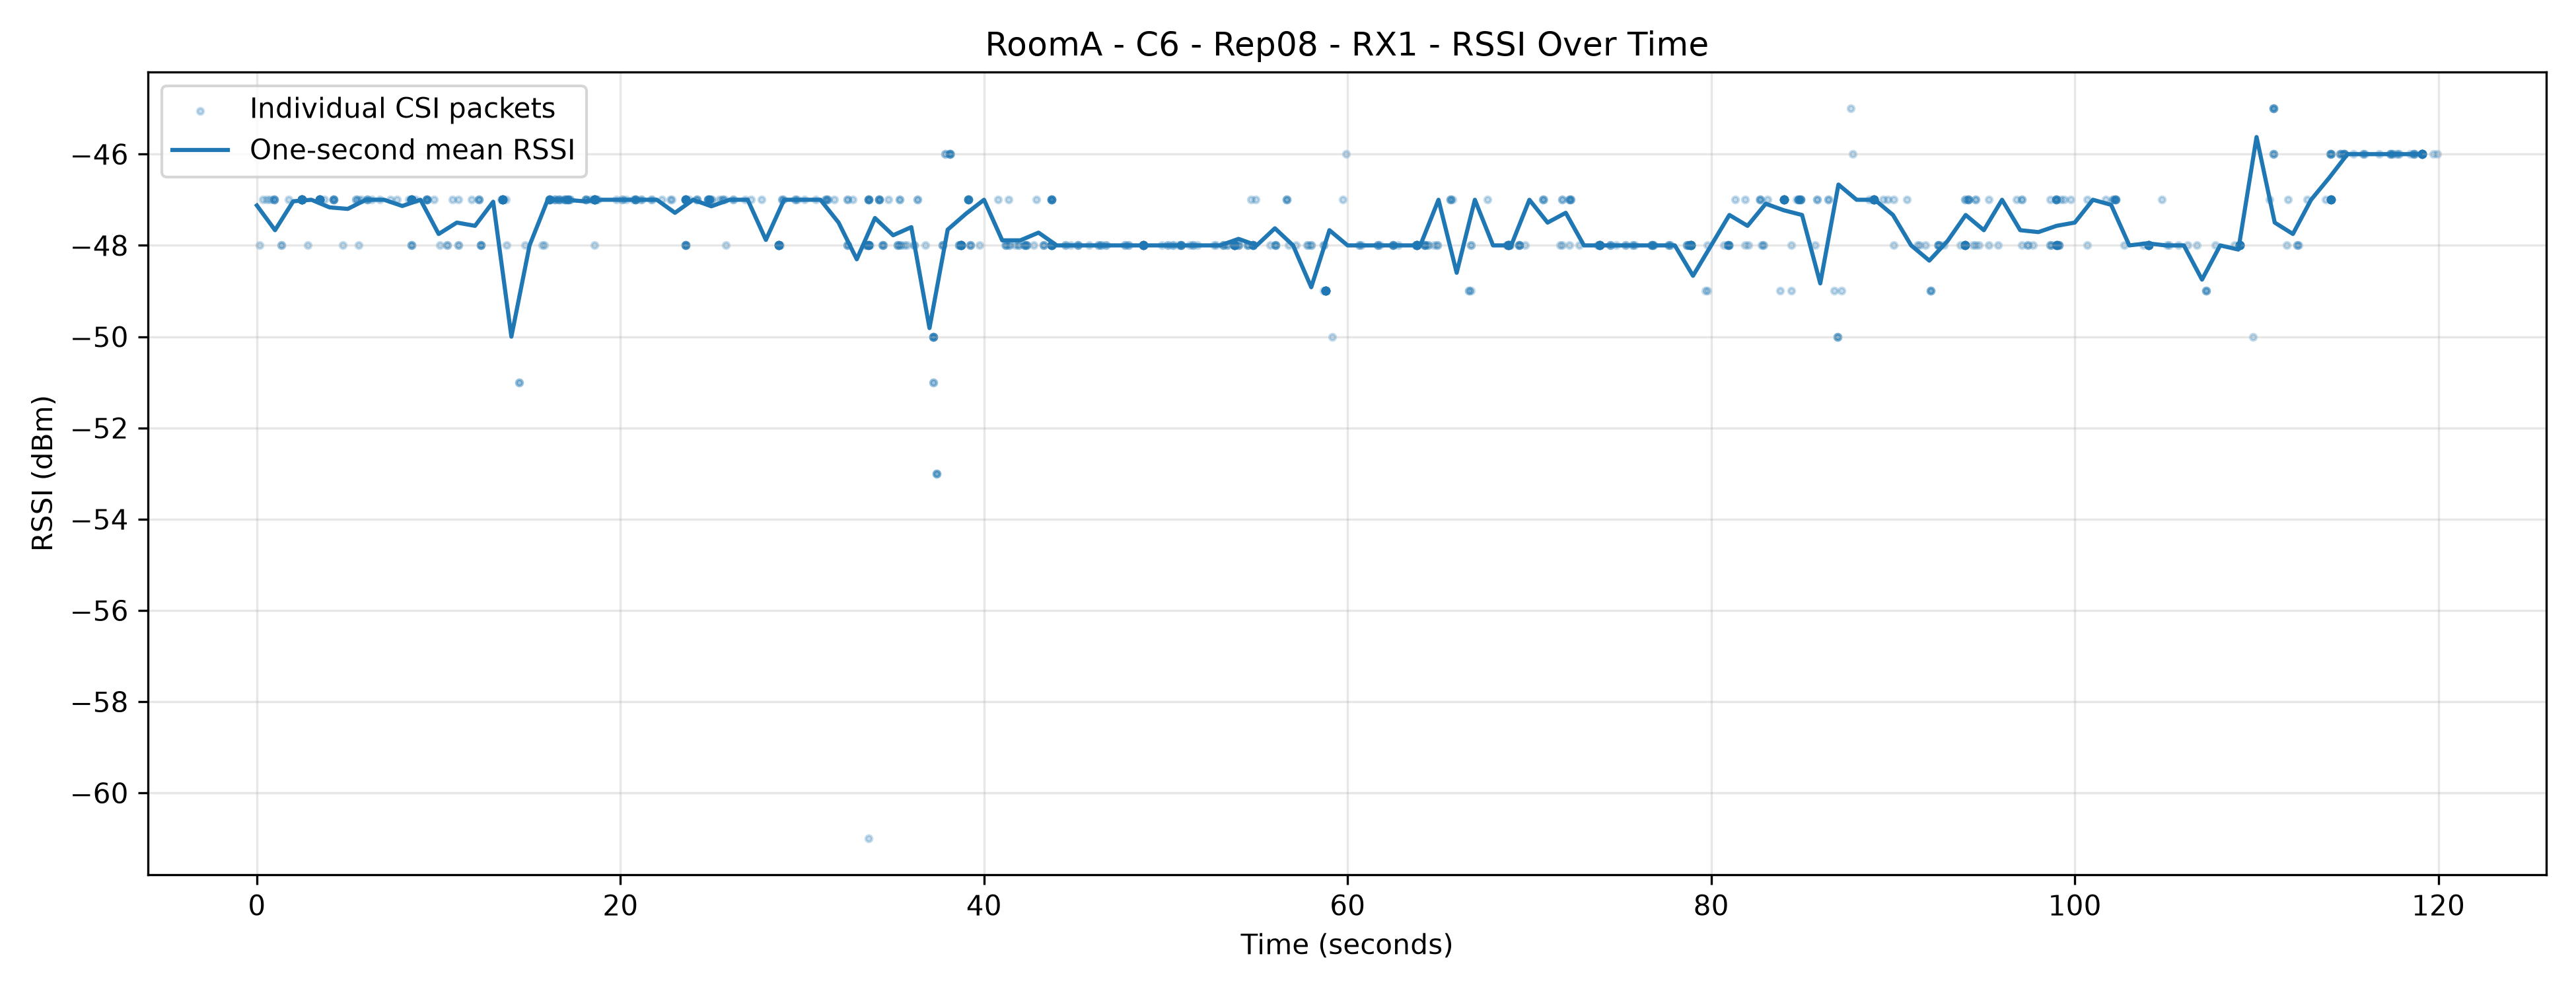 RoomA - C6 - Rep08 - RX1 - RSSI Over Time
Individual CSI packets
One-second mean RSSI
RSSI (dBm)
−46
−48
−50
−52
−54
−56
−58
−60
0 20 40 60 80 100 120
Time (seconds)